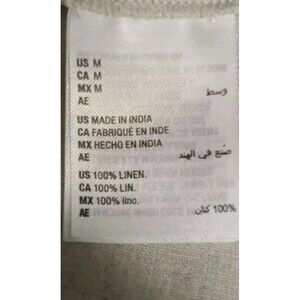 US M
CA M
MX M
AE وسط
US MADE IN INDIA
CA FABRIQUÉ EN INDE
MX HECHO EN INDIA
AE صنع في الهند
US 100% LINEN.
CA 100% LIN.
MX 100% lino.
AE 100% كتان.